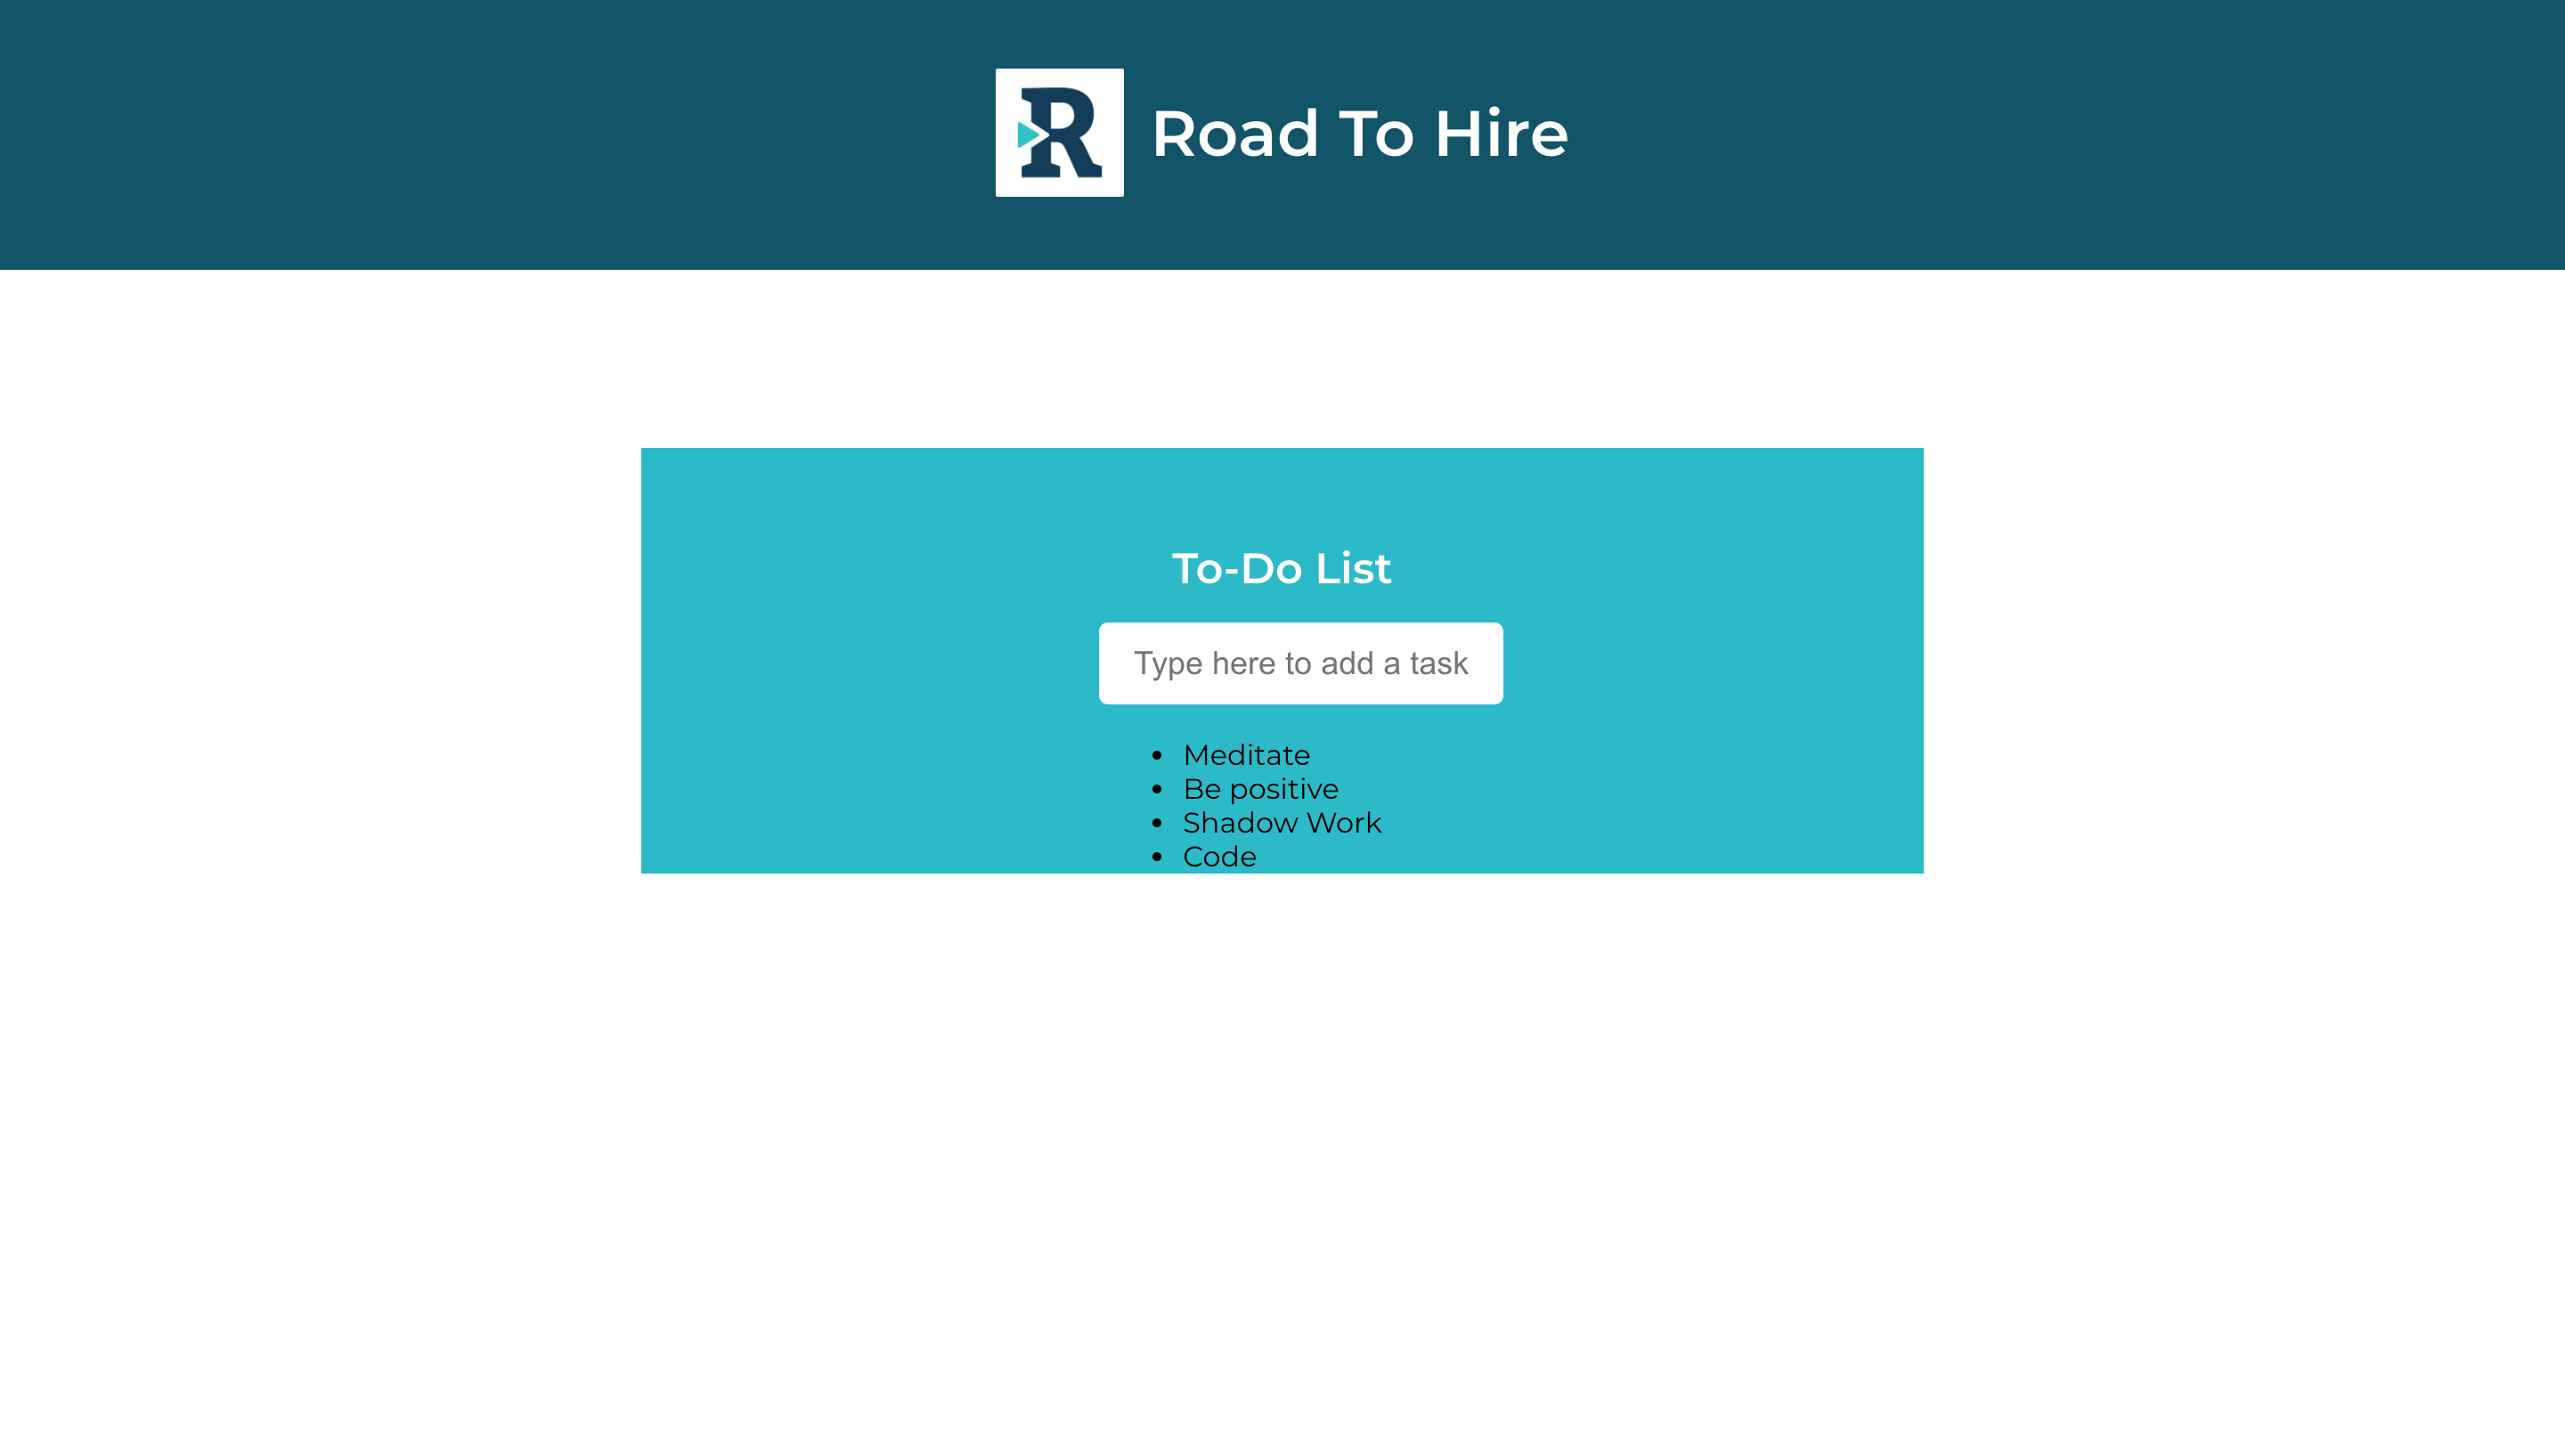 R
Road To Hire
To-Do List
Type here to add a task
Meditate
Be positive
Shadow Work
Code